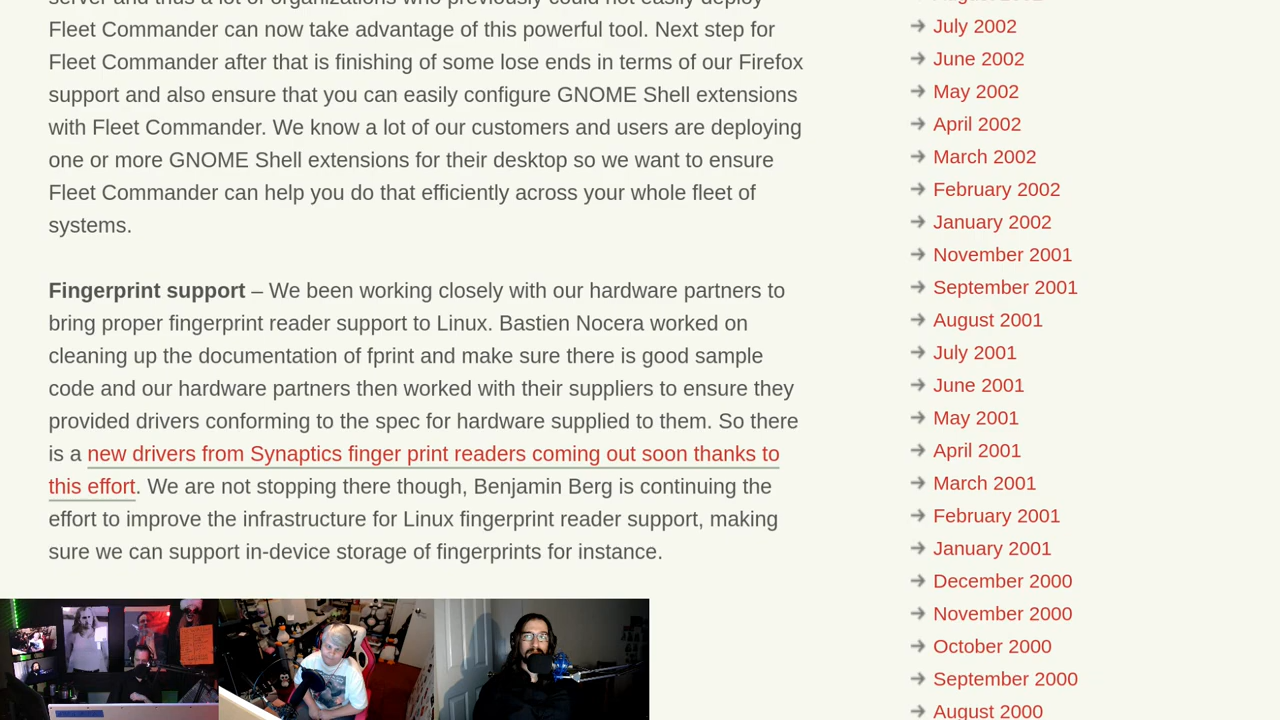 server and thus a lot of organizations who previously could not easily deploy
Fleet Commander can now take advantage of this powerful tool. Next step for
Fleet Commander after that is finishing of some lose ends in terms of our Firefox
support and also ensure that you can easily configure GNOME Shell extensions
with Fleet Commander. We know a lot of our customers and users are deploying
one or more GNOME Shell extensions for their desktop so we want to ensure
Fleet Commander can help you do that efficiently across your whole fleet of
systems.
Fingerprint support – We been working closely with our hardware partners to
bring proper fingerprint reader support to Linux. Bastien Nocera worked on
cleaning up the documentation of fprint and make sure there is good sample
code and our hardware partners then worked with their suppliers to ensure they
provided drivers conforming to the spec for hardware supplied to them. So there
is a new drivers from Synaptics finger print readers coming out soon thanks to
this effort. We are not stopping there though, Benjamin Berg is continuing the
effort to improve the infrastructure for Linux fingerprint reader support, making
sure we can support in-device storage of fingerprints for instance.
July 2002
June 2002
May 2002
April 2002
March 2002
February 2002
January 2002
November 2001
September 2001
August 2001
July 2001
June 2001
May 2001
April 2001
March 2001
February 2001
January 2001
December 2000
November 2000
October 2000
September 2000
August 2000